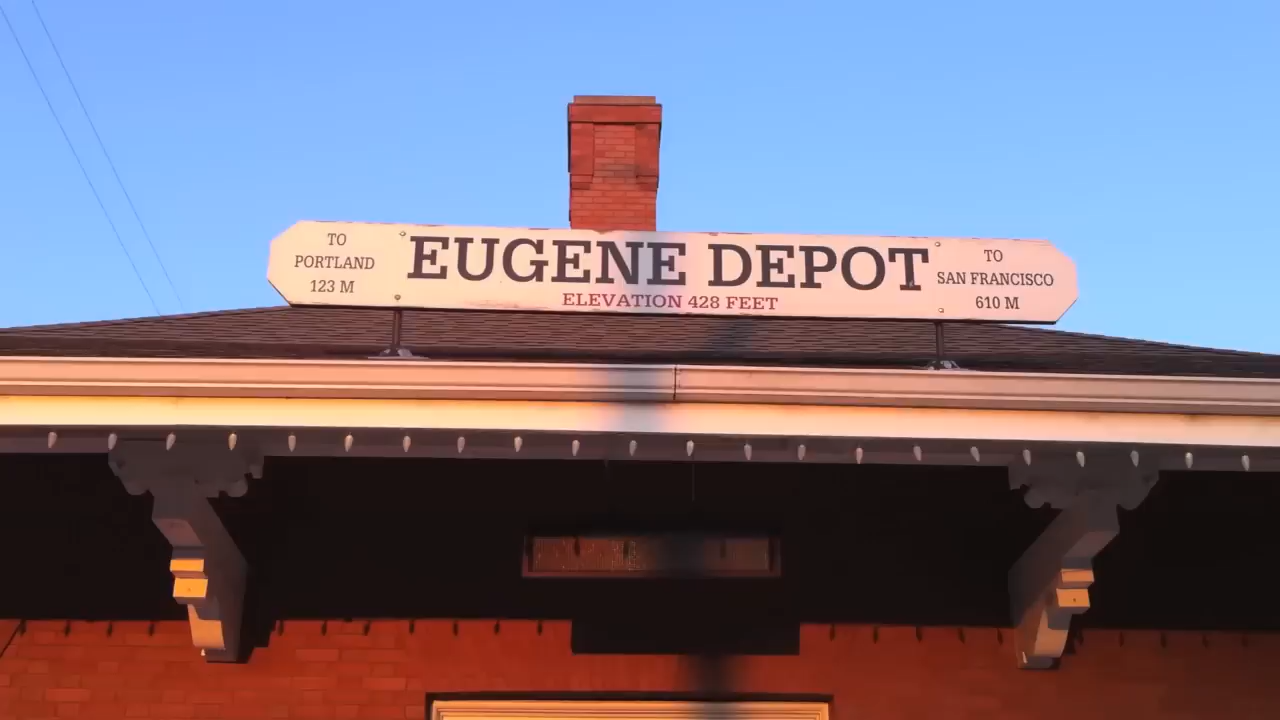 TO
PORTLAND
123 M
EUGENE DEPOT
ELEVATION 428 FEET
TO
SAN FRANCISCO
610 M